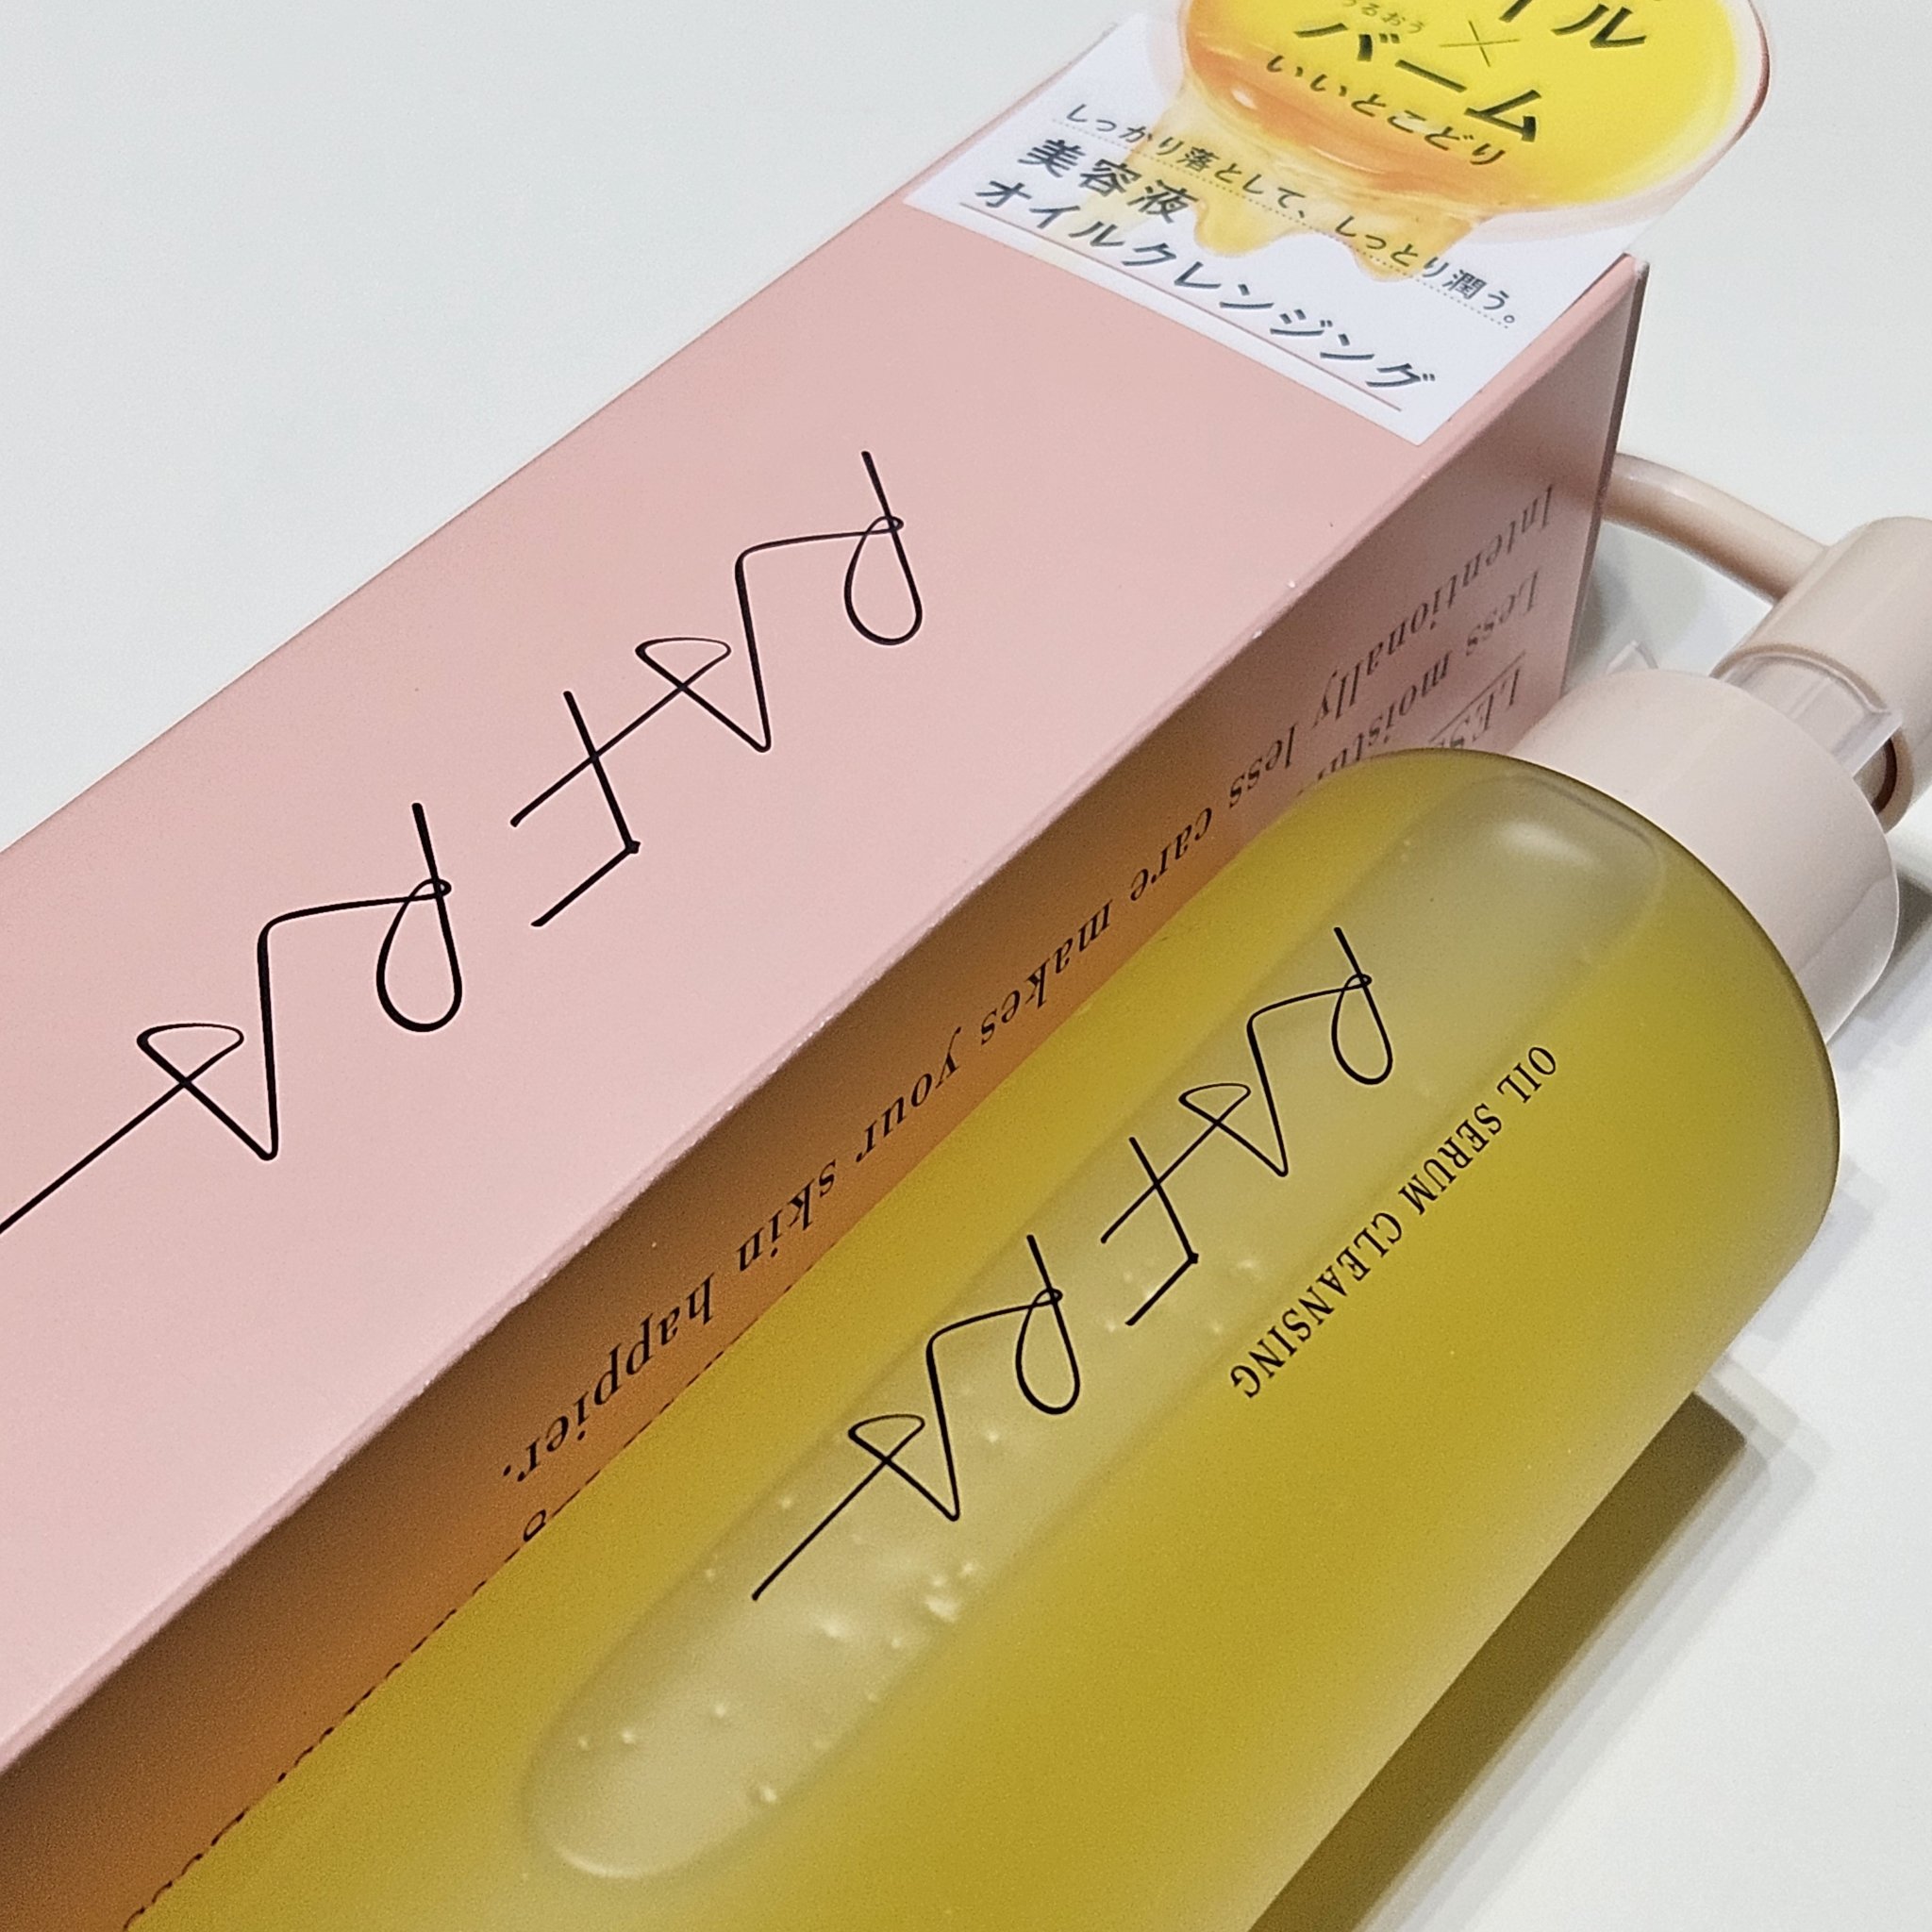 イル
×
うるおう
バーム
いいとこどり
しっかり落として、しっとり潤う。
美容液
オイルクレンジング
RAFRA
Intentionally less care makes your skin happier.
Less
RAFRA
OIL SERUM CLEANSING